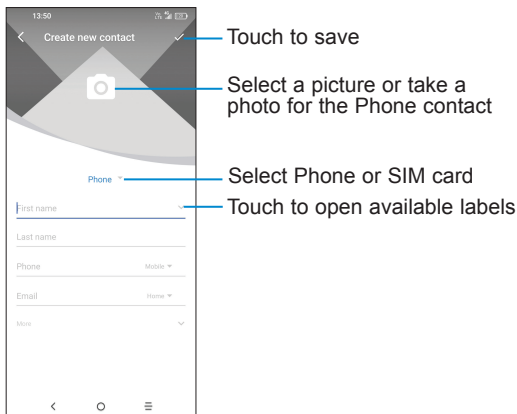 13:50
Create new contact
Touch to save
Select a picture or take a
photo for the Phone contact
Phone
Select Phone or SIM card
First name
Touch to open available labels
Last name
Phone Mobile
Email Home
More